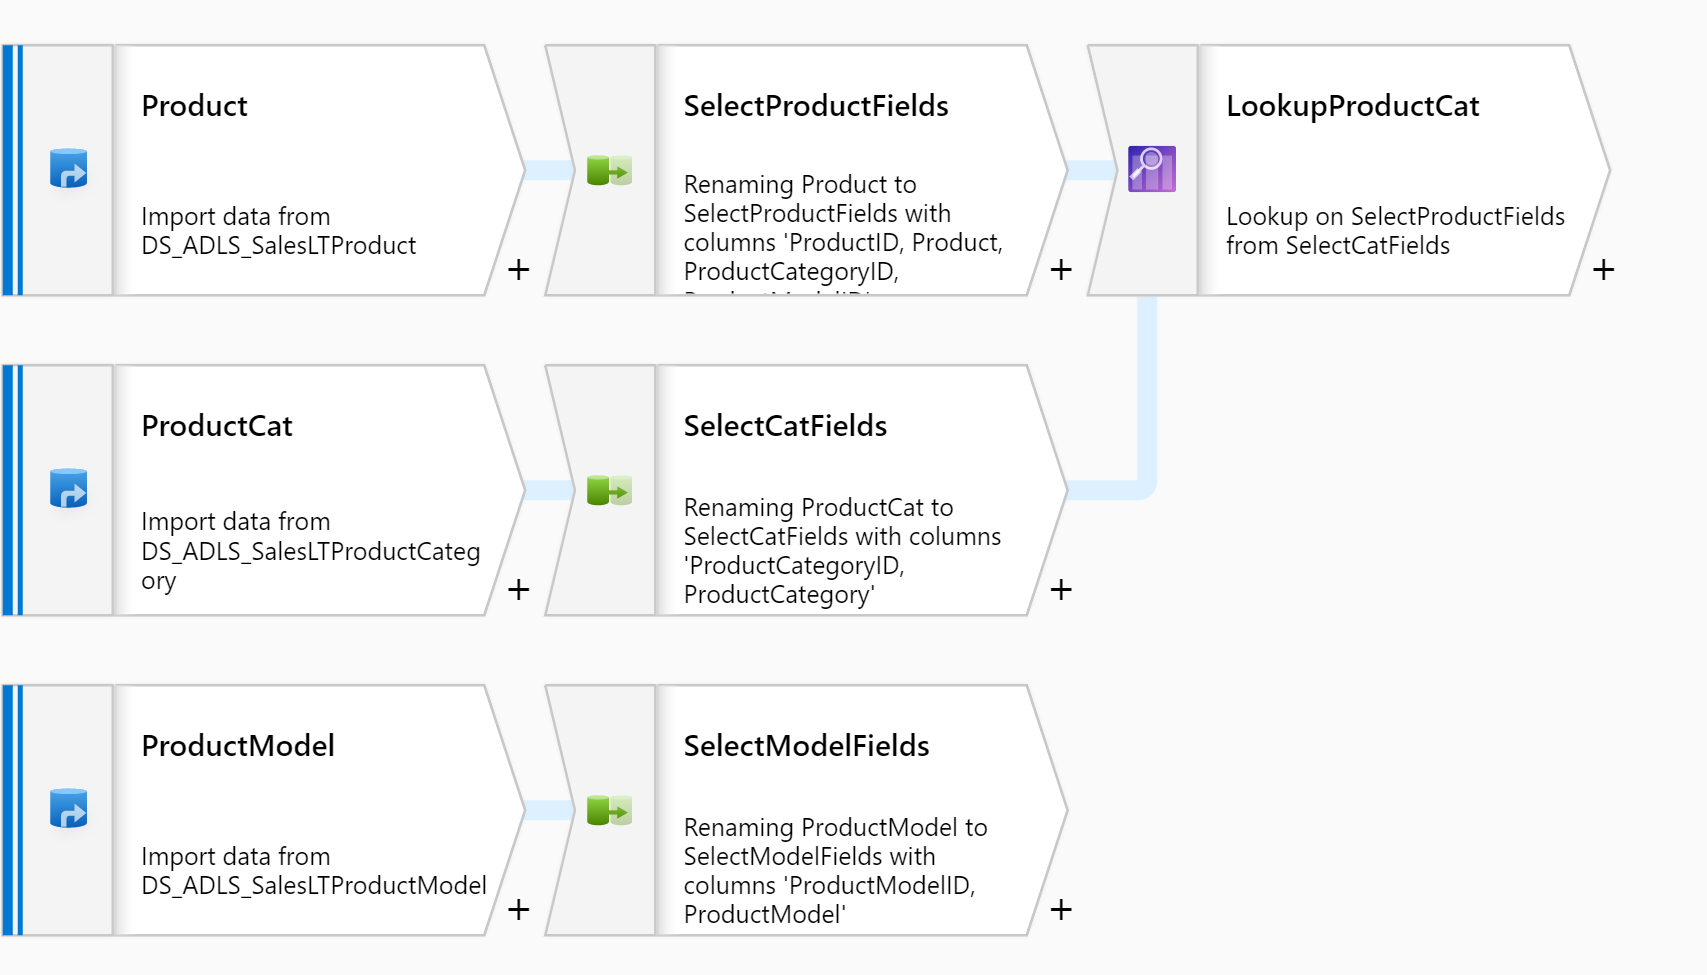 Product
Import data from
DS_ADLS_SalesLTProduct
+
SelectProductFields
Renaming Product to
SelectProductFields with
columns 'ProductID, Product,
ProductCategoryID,
+
LookupProductCat
Lookup on SelectProductFields
from SelectCatFields
+
ProductCat
Import data from
DS_ADLS_SalesLTProductCateg
ory
+
SelectCatFields
Renaming ProductCat to
SelectCatFields with columns
'ProductCategoryID,
ProductCategory'
+
ProductModel
Import data from
DS_ADLS_SalesLTProductModel
+
SelectModelFields
Renaming ProductModel to
SelectModelFields with
columns 'ProductModelID,
ProductModel'
+